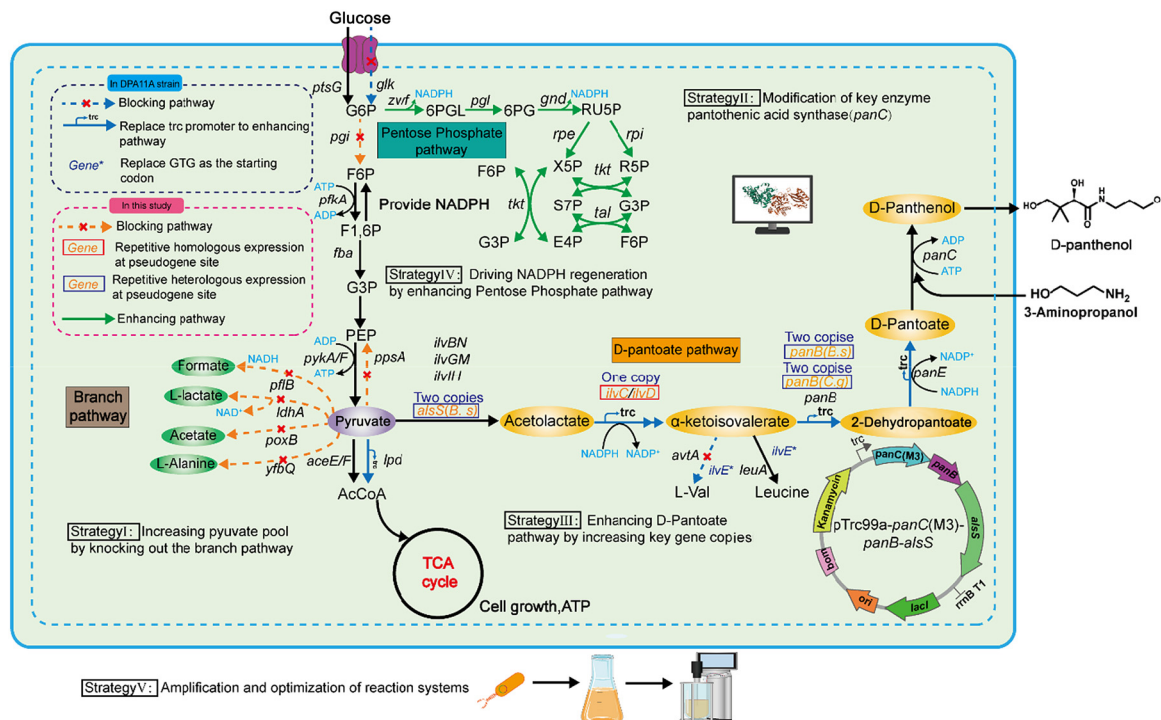 Glucose
In DPA11A strain
Blocking pathway
trc
Replace trc promoter to enhancing
pathway
Gene*
Replace GTG as the starting
codon
In this study
Blocking pathway
Gene
Repetitive homologous expression
at pseudogene site
Gene
Repetitive heterologous expression
at pseudogene site
Enhancing pathway
ptsG
glk
G6P
zwf
NADPH
6PGL
pgl
6PG
gnd
NADPH
RU5P
pgi
Pentose Phosphate
pathway
rpe
rpi
F6P
F6P
X5P
tkt
R5P
ATP
pfkA
ADP
Provide NADPH
tkt
S7P
G3P
tal
F1,6P
G3P
E4P
F6P
fba
G3P
StrategyIV: Driving NADPH regeneration
by enhancing Pentose Phosphate pathway
StrategyII: Modification of key enzyme
pantothenic acid synthase(panC)
PEP
ADP
pykA/F
ATP
ppsA
ilvBN
ilvGM
Branch
pathway
Formate
NADH
pflB
L-lactate
NAD+
ldhA
Acetate
poxB
L-Alanine
yfbQ
Pyruvate
Two copies
alsS(B. s)
Acetolactate
D-pantoate pathway
One copy
ilvC/ilvD
trc
NADPH
NADP+
α-ketoisovalerate
Two copise
panB(B.s)
Two copise
panB(C.g)
panB
trc
2-Dehydropantoate
trc
NADP+
panE
NADPH
D-Pantoate
ADP
panC
ATP
D-Panthenol
HO
OH
O
N
H
O
D-panthenol
HO
NH2
3-Aminopropanol
aceE/F
trc
lpd
AcCoA
avtA
ilvE*
L-Val
ilvE*
leuA
Leucine
StrategyI: Increasing pyuvate pool
by knocking out the branch pathway
StrategyIII: Enhancing D-Pantoate
pathway by increasing key gene copies
TCA
cycle
Cell growth,ATP
trc
panC(M3)
panB
alsS
rrnB T1
lacI
ori
bom
Kanamycin
pTrc99a-panC(M3)-
panB-alsS
StrategyV: Amplification and optimization of reaction systems